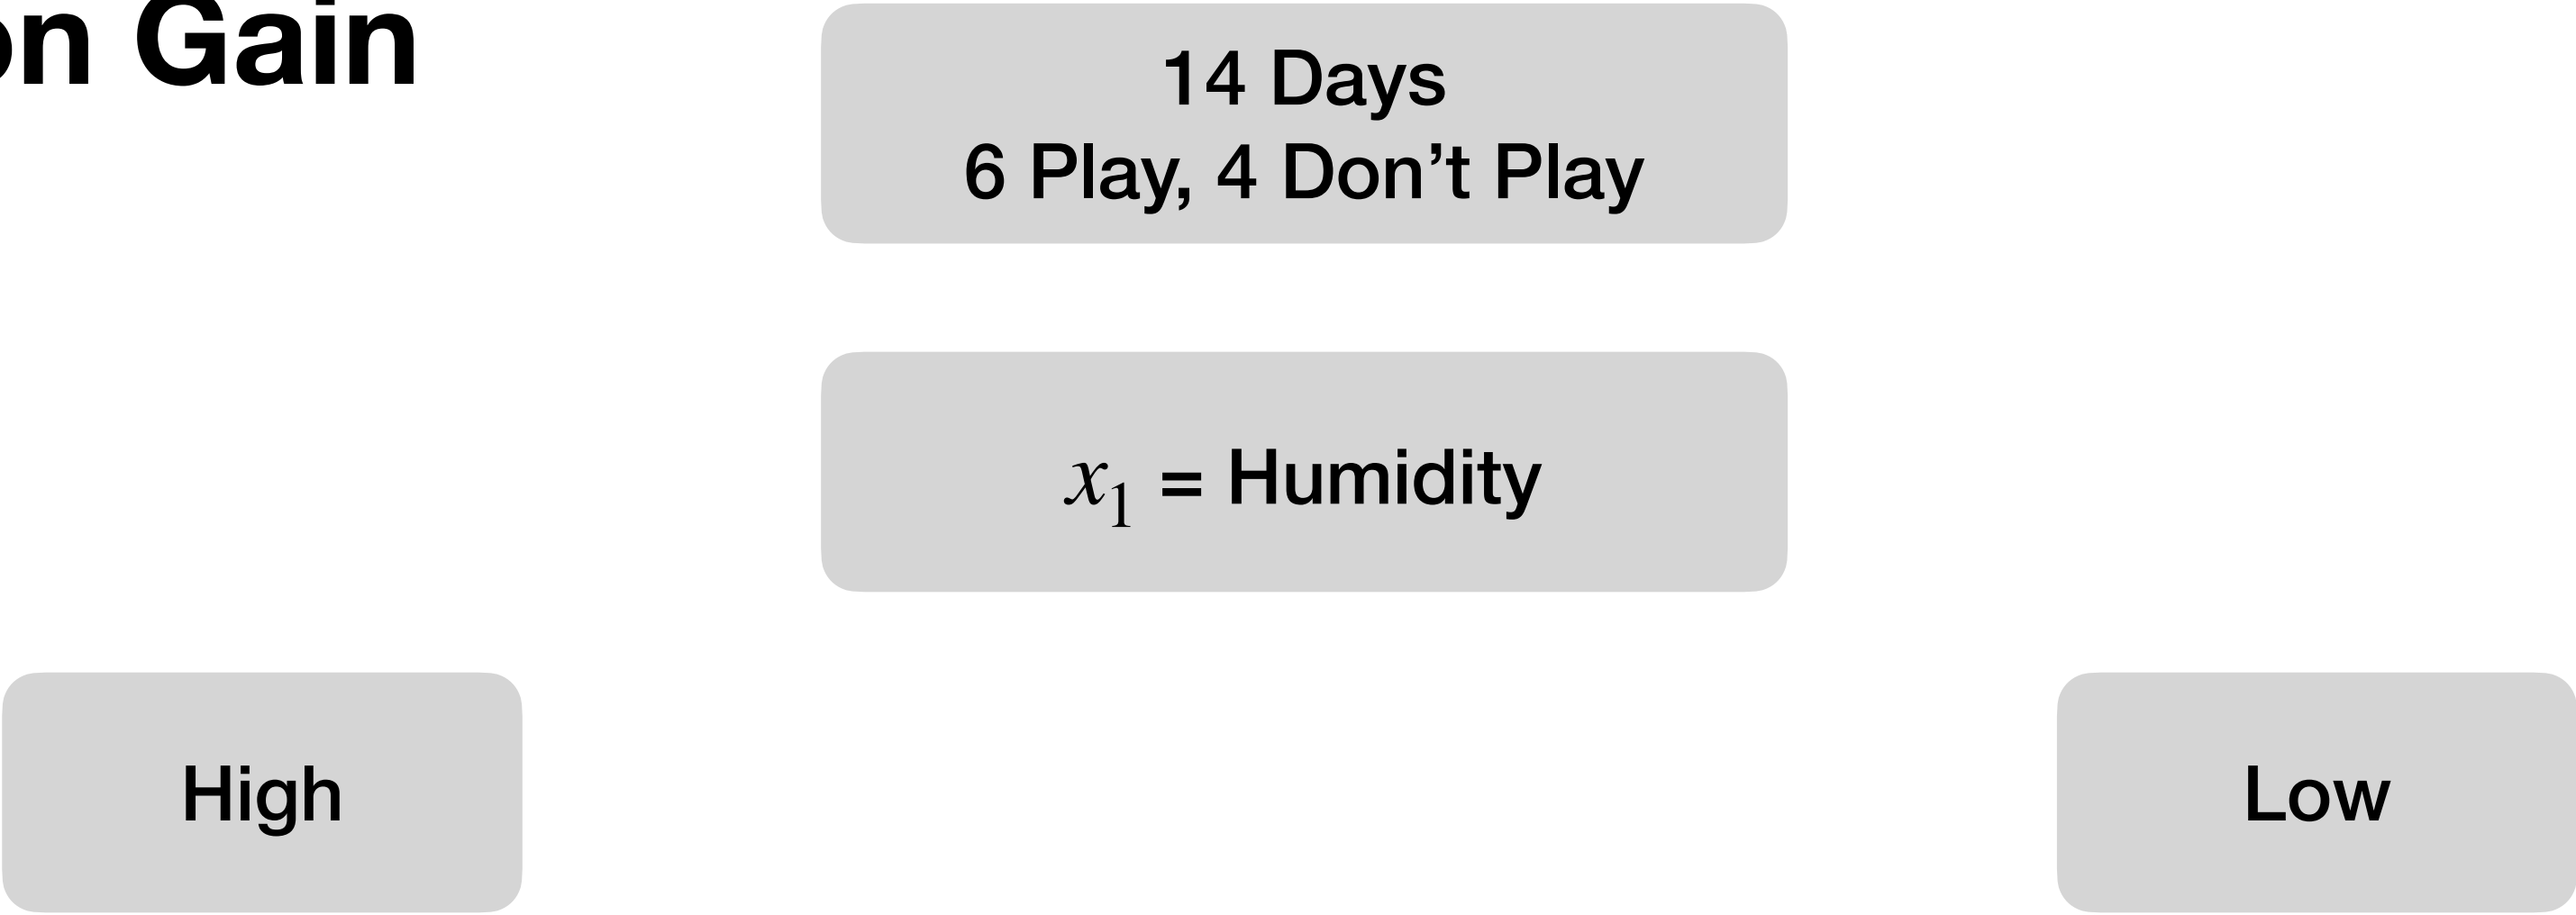 on Gain
14 Days
6 Play, 4 Don’t Play
x₁ = Humidity
High
Low